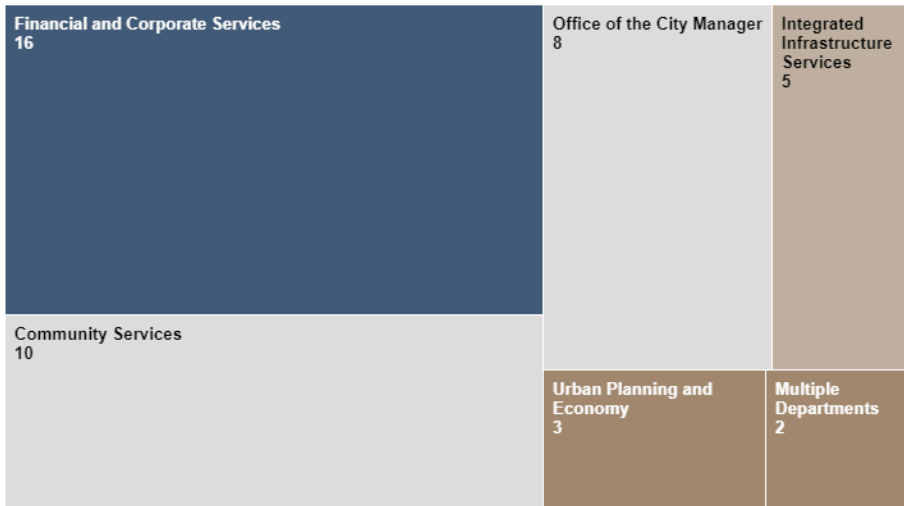 Financial and Corporate Services
16
Office of the City Manager
8
Integrated
Infrastructure
Services
5
Community Services
10
Urban Planning and
Economy
3
Multiple
Departments
2